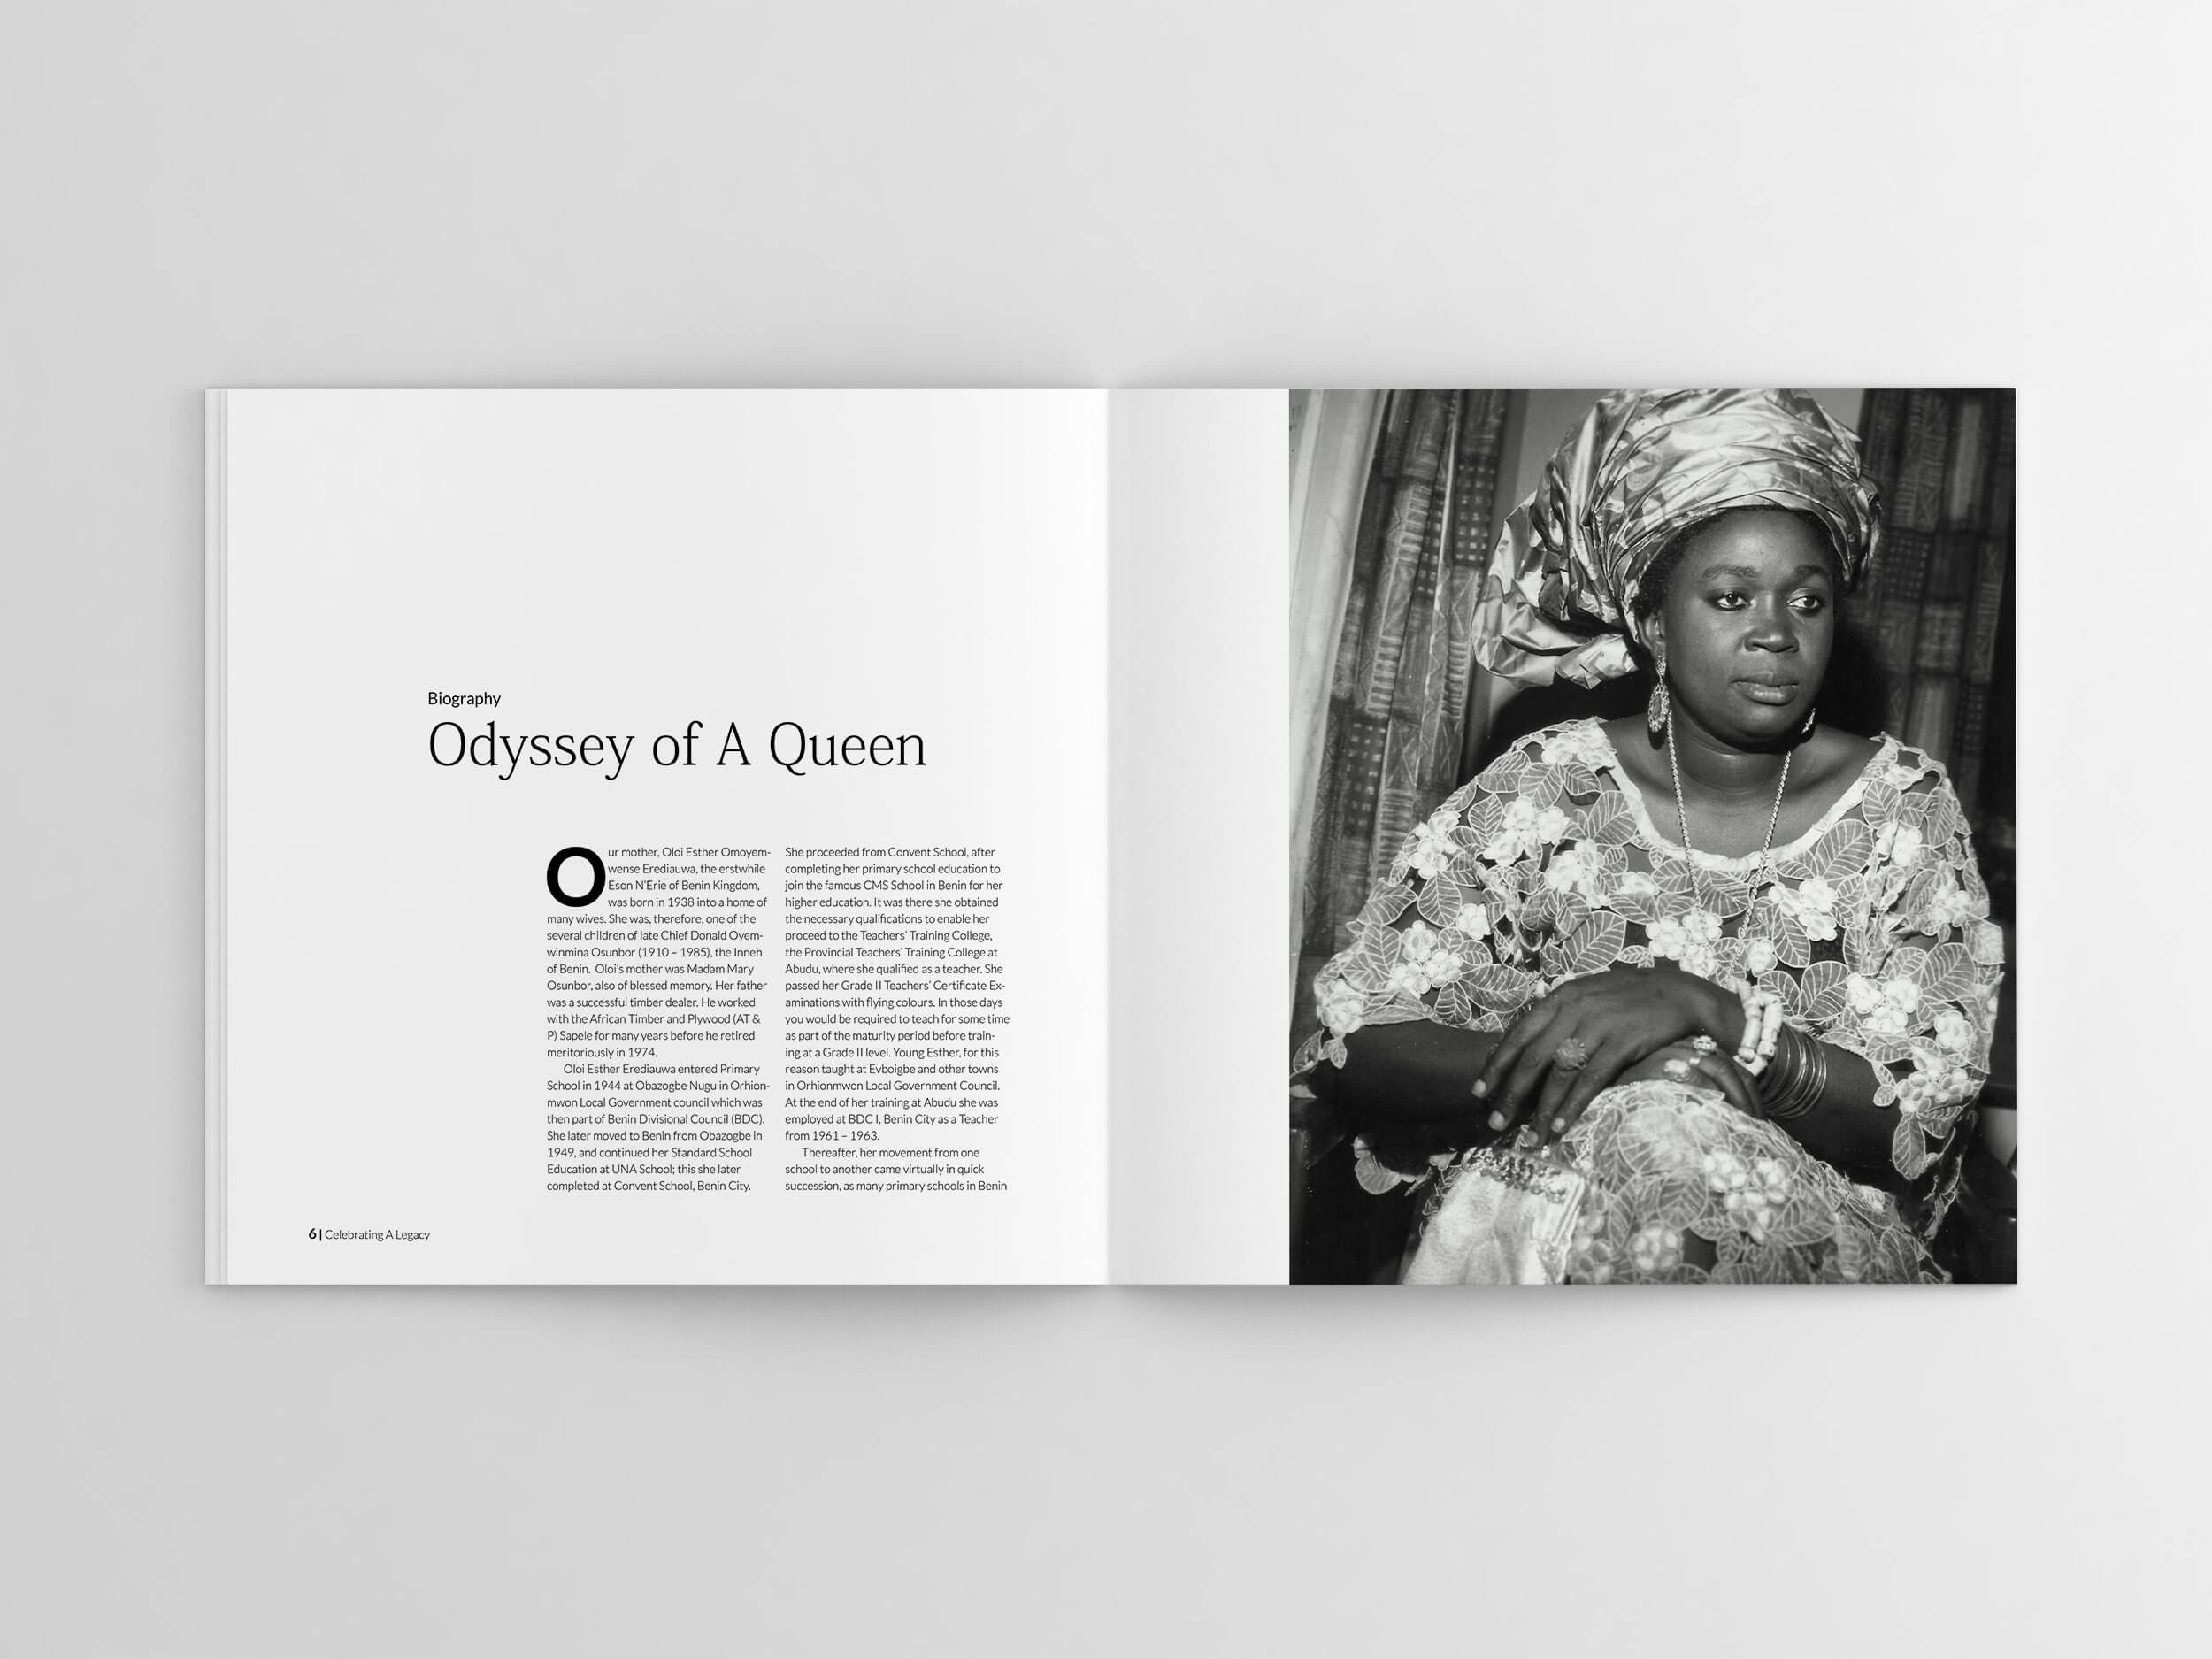 Biography
Odyssey of A Queen
Our mother, Oloi Esther Omoyem-
wense Erediauwa, the erstwhile
Eson N'Erie of Benin Kingdom,
was born in 1938 into a home of
many wives. She was, therefore, one of the
several children of late Chief Donald Oyem-
winmina Osunbor (1910 – 1985), the Inneh
of Benin.  Oloi's mother was Madam Mary
Osunbor, also of blessed memory. Her father
was a successful timber dealer. He worked
with the African Timber and Plywood (AT &
P) Sapele for many years before he retired
meritoriously in 1974.
Oloi Esther Erediauwa entered Primary
School in 1944 at Obazogbe Nugu in Orhion-
mwon Local Government council which was
then part of Benin Divisional Council (BDC).
She later moved to Benin from Obazogbe in
1949, and continued her Standard School
Education at UNA School; this she later
completed at Convent School, Benin City.
She proceeded from Convent School, after
completing her primary school education to
join the famous CMS School in Benin for her
higher education. It was there she obtained
the necessary qualifications to enable her
proceed to the Teachers' Training College,
the Provincial Teachers' Training College at
Abudu, where she qualified as a teacher. She
passed her Grade II Teachers' Certificate Ex-
aminations with flying colours. In those days
you would be required to teach for some time
as part of the maturity period before train-
ing at a Grade II level. Young Esther, for this
reason taught at Evboigbe and other towns
in Orhionmwon Local Government Council.
At the end of her training at Abudu she was
employed at BDC I, Benin City as a Teacher
from 1961 – 1963.
Thereafter, her movement from one
school to another came virtually in quick
succession, as many primary schools in Benin
6 | Celebrating A Legacy